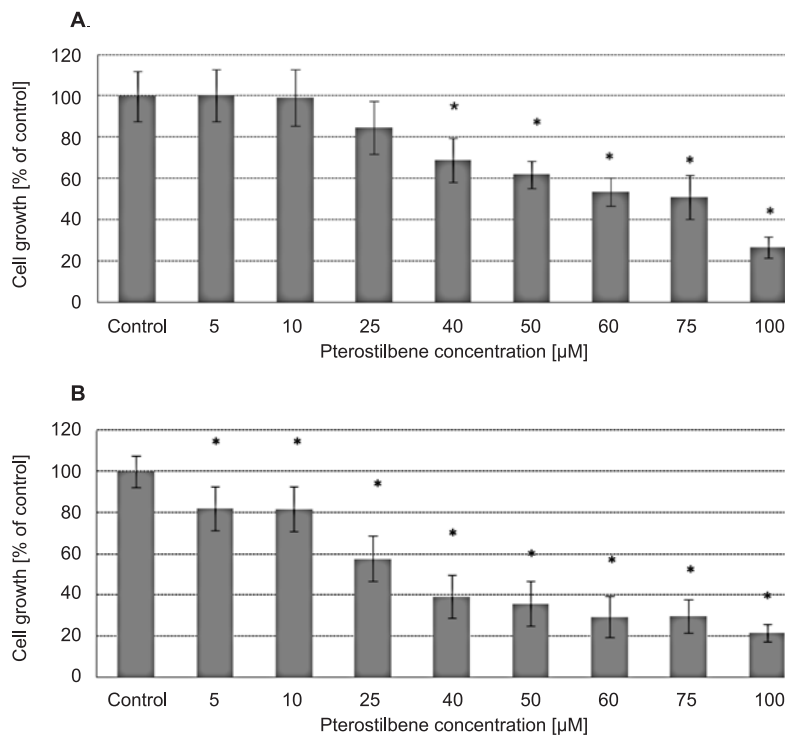 A.
Cell growth [% of control]
120
100
80
60
40
20
0
* * * * *
Control 5 10 25 40 50 60 75 100
Pterostilbene concentration [µM]
B
Cell growth [% of control]
120
100
80
60
40
20
0
* * * * * * * *
Control 5 10 25 40 50 60 75 100
Pterostilbene concentration [µM]